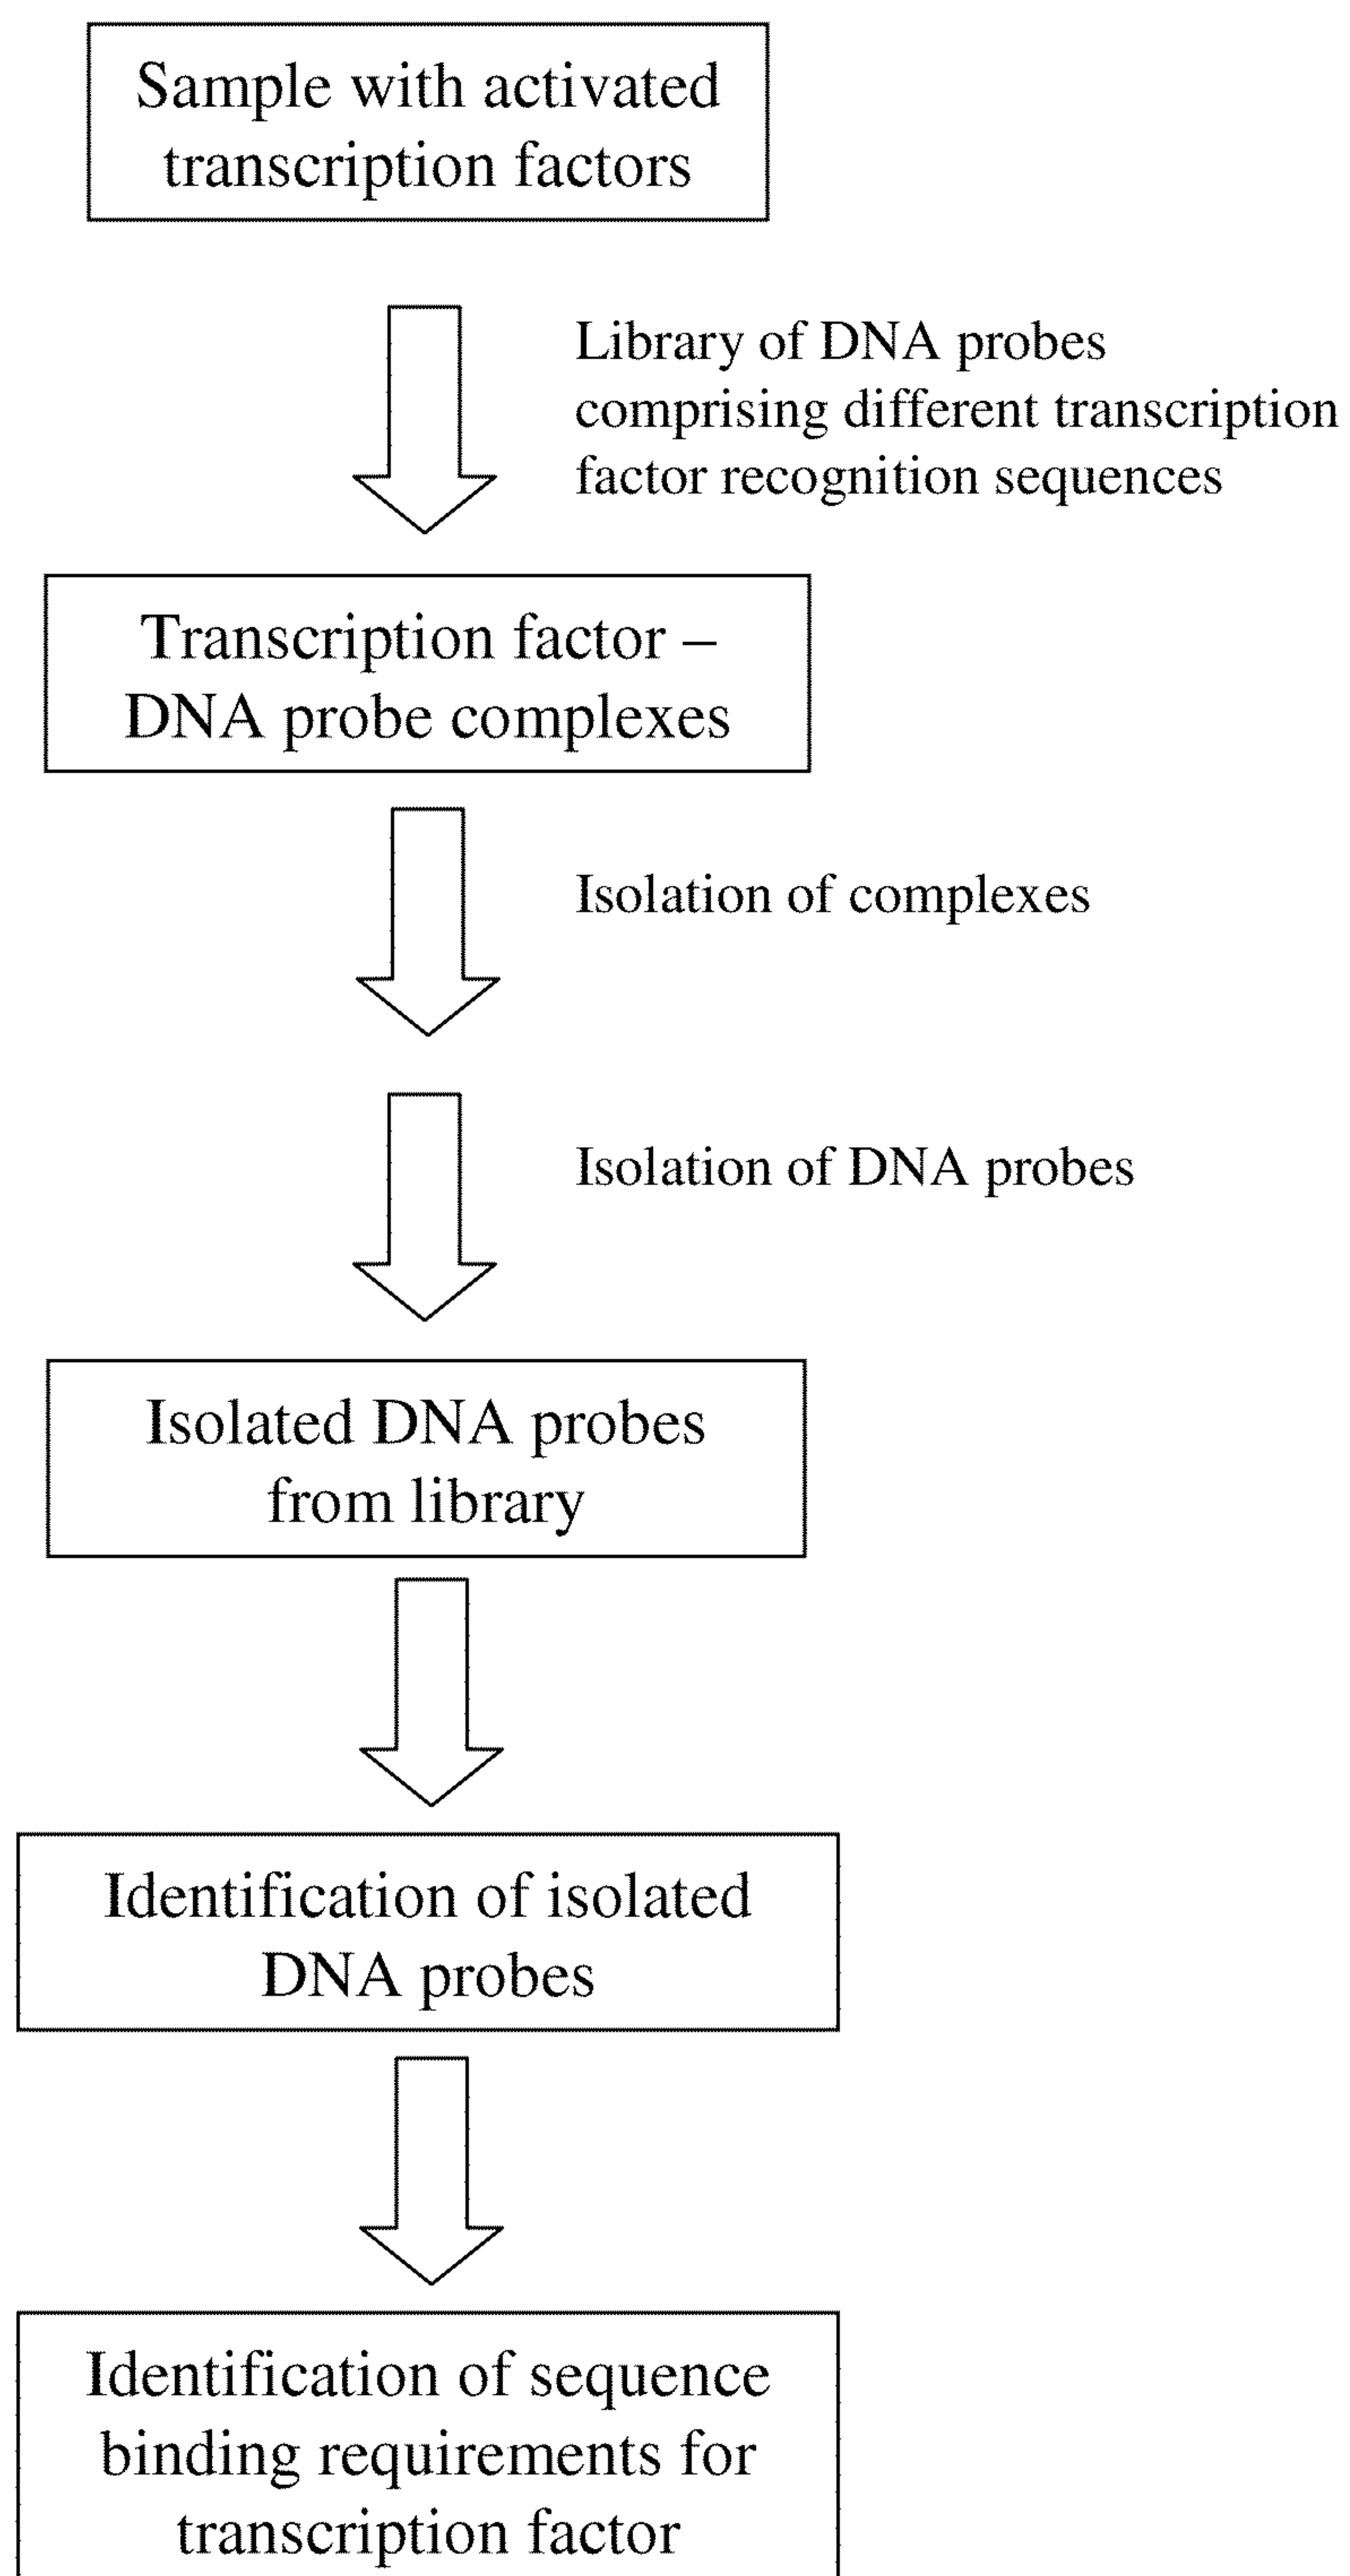 Sample with activated
transcription factors
Library of DNA probes
comprising different transcription
factor recognition sequences
Transcription factor –
DNA probe complexes
Isolation of complexes
Isolation of DNA probes
Isolated DNA probes
from library
Identification of isolated
DNA probes
Identification of sequence
binding requirements for
transcription factor